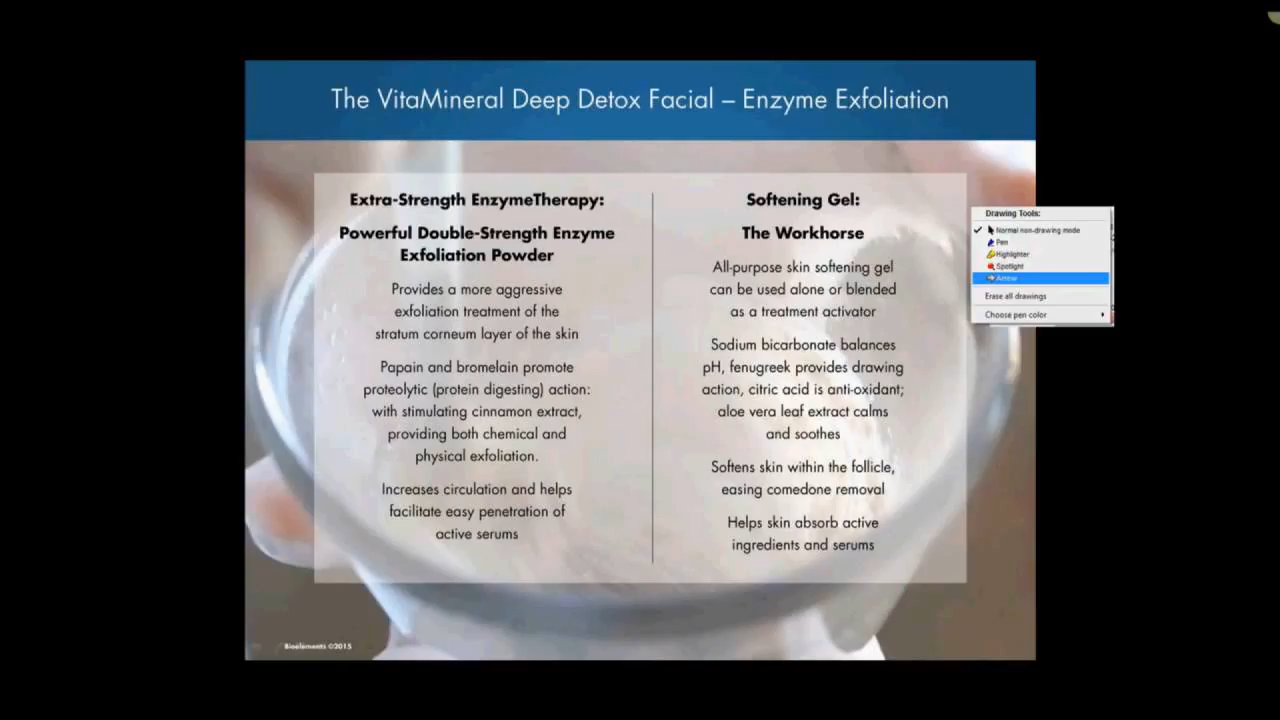 The VitaMineral Deep Detox Facial – Enzyme Exfoliation
Extra-Strength EnzymeTherapy:
Powerful Double-Strength Enzyme
Exfoliation Powder
Provides a more aggressive
exfoliation treatment of the
stratum corneum layer of the skin
Papain and bromelain promote
proteolytic (protein digesting) action:
with stimulating cinnamon extract,
providing both chemical and
physical exfoliation.
Increases circulation and helps
facilitate easy penetration of
active serums
Softening Gel:
The Workhorse
All-purpose skin softening gel
can be used alone or blended
as a treatment activator
Sodium bicarbonate balances
pH, fenugreek provides drawing
action, citric acid is anti-oxidant;
aloe vera leaf extract calms
and soothes
Softens skin within the follicle,
easing comedone removal
Helps skin absorb active
ingredients and serums
Drawing Tools:
Normal non-drawing mode
Pen
Highlighter
Spotlight
Arrow
Erase all drawings
Choose pen color
Bioelements ©2015